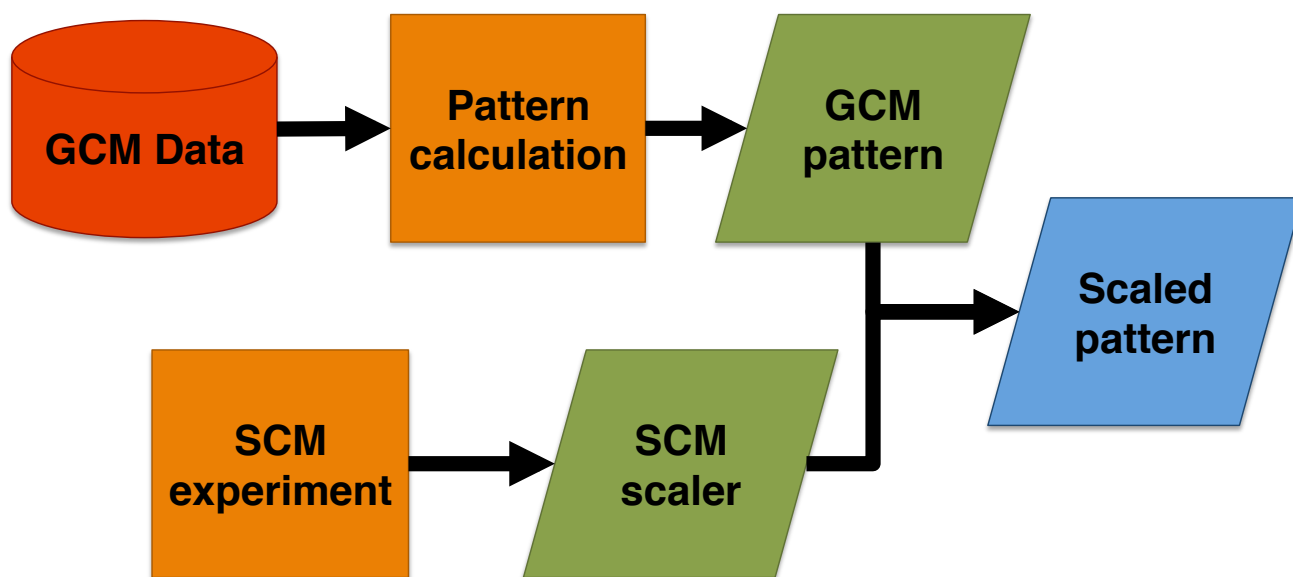 GCM Data
Pattern
calculation
GCM
pattern
Scaled
pattern
SCM
experiment
SCM
scaler